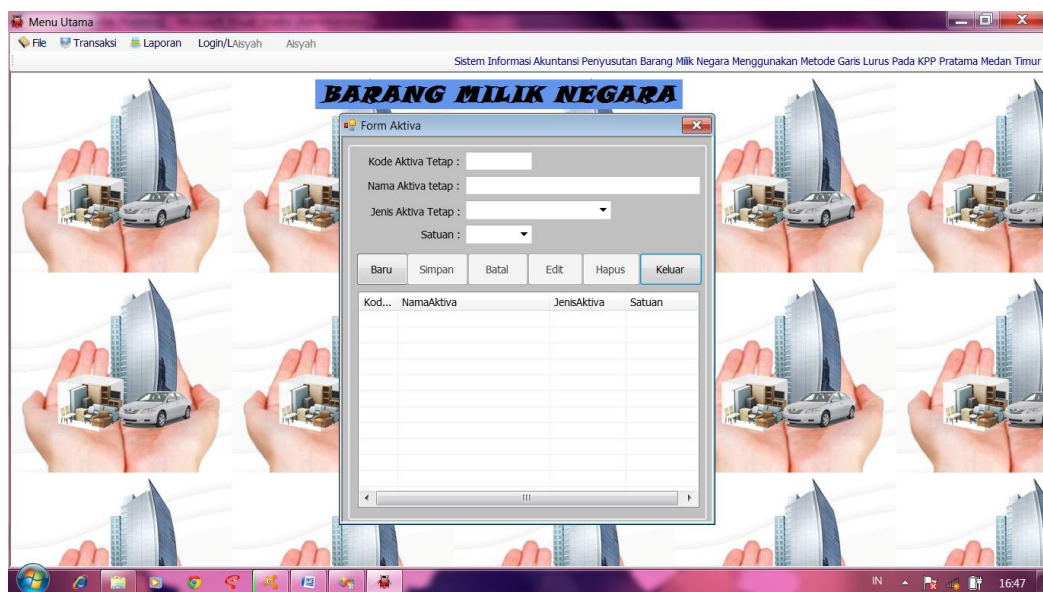 Menu Utama
File Transaksi Laporan Login/LAisyah Aisyah
Sistem Informasi Akuntansi Penyusutan Barang Milik Negara Menggunakan Metode Garis Lurus Pada KPP Pratama Medan Timur
BARANG MILIK NEGARA
Form Aktiva
Kode Aktiva Tetap :
Nama Aktiva tetap :
Jenis Aktiva Tetap :
Satuan :
Baru Simpan Batal Edit Hapus Keluar
Kod... NamaAktiva JenisAktiva Satuan
IN 16:47